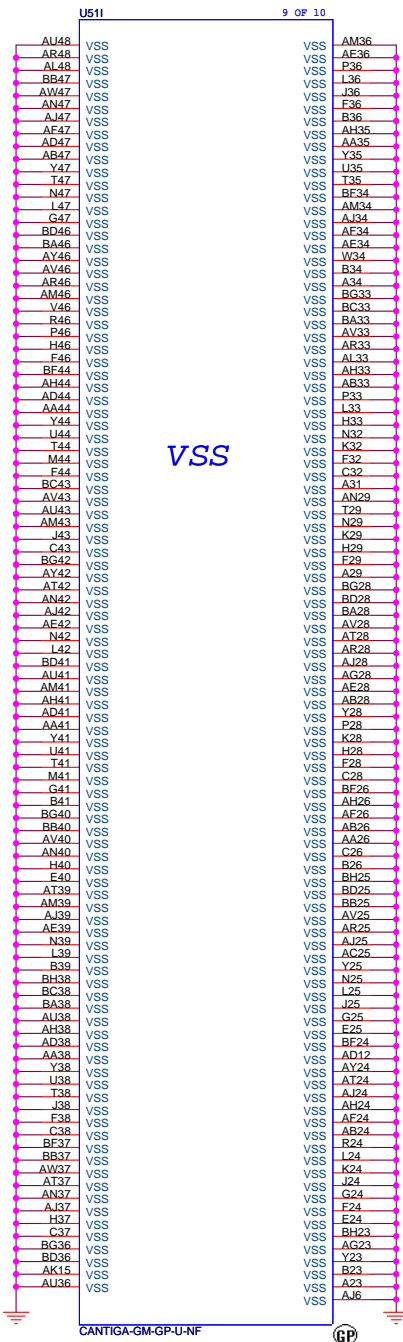 U51I 9 OF 10
AU48 VSS VSS AM36
AR48 VSS VSS AE36
AL48 VSS VSS P36
BB47 VSS VSS L36
AW47 VSS VSS J36
AN47 VSS VSS F36
AJ47 VSS VSS B36
AF47 VSS VSS AH35
AD47 VSS VSS AA35
AB47 VSS VSS Y35
Y47 VSS VSS U35
T47 VSS VSS T35
N47 VSS VSS BF34
L47 VSS VSS AM34
G47 VSS VSS AJ34
BD46 VSS VSS AF34
BA46 VSS VSS AE34
AY46 VSS VSS W34
AV46 VSS VSS B34
AR46 VSS VSS A34
AM46 VSS VSS BG33
V46 VSS VSS BC33
R46 VSS VSS BA33
P46 VSS VSS AV33
H46 VSS VSS AR33
F46 VSS VSS AL33
BF44 VSS VSS AH33
AH44 VSS VSS AB33
AD44 VSS VSS P33
AA44 VSS VSS L33
Y44 VSS VSS H33
U44 VSS VSS N32
T44 VSS VSS K32
VSS
M44 VSS VSS F32
F44 VSS VSS C32
BC43 VSS VSS A31
AV43 VSS VSS AN29
AU43 VSS VSS T29
AM43 VSS VSS N29
J43 VSS VSS K29
C43 VSS VSS H29
BG42 VSS VSS F29
AY42 VSS VSS A29
AT42 VSS VSS BG28
AN42 VSS VSS BD28
AJ42 VSS VSS BA28
AE42 VSS VSS AV28
N42 VSS VSS AT28
L42 VSS VSS AR28
BD41 VSS VSS AJ28
AU41 VSS VSS AG28
AM41 VSS VSS AE28
AH41 VSS VSS AB28
AD41 VSS VSS Y28
AA41 VSS VSS P28
Y41 VSS VSS K28
U41 VSS VSS H28
T41 VSS VSS F28
M41 VSS VSS C28
G41 VSS VSS BF26
B41 VSS VSS AH26
BG40 VSS VSS AF26
BB40 VSS VSS AB26
AV40 VSS VSS AA26
AN40 VSS VSS C26
H40 VSS VSS B26
E40 VSS VSS BH25
AT39 VSS VSS BD25
AM39 VSS VSS BB25
AJ39 VSS VSS AV25
AE39 VSS VSS AR25
N39 VSS VSS AJ25
L39 VSS VSS AC25
B39 VSS VSS Y25
BH38 VSS VSS N25
BC38 VSS VSS L25
BA38 VSS VSS J25
AU38 VSS VSS G25
AH38 VSS VSS E25
AD38 VSS VSS BF24
AA38 VSS VSS AD12
Y38 VSS VSS AY24
U38 VSS VSS AT24
T38 VSS VSS AJ24
J38 VSS VSS AH24
F38 VSS VSS AF24
C38 VSS VSS AB24
BF37 VSS VSS R24
BB37 VSS VSS L24
AW37 VSS VSS K24
AT37 VSS VSS J24
AN37 VSS VSS G24
AJ37 VSS VSS F24
H37 VSS VSS E24
C37 VSS VSS BH23
BG36 VSS VSS AG23
BD36 VSS VSS Y23
AK15 VSS VSS B23
AU36 VSS VSS A23
VSS AJ6
CANTIGA-GM-GP-U-NF GP